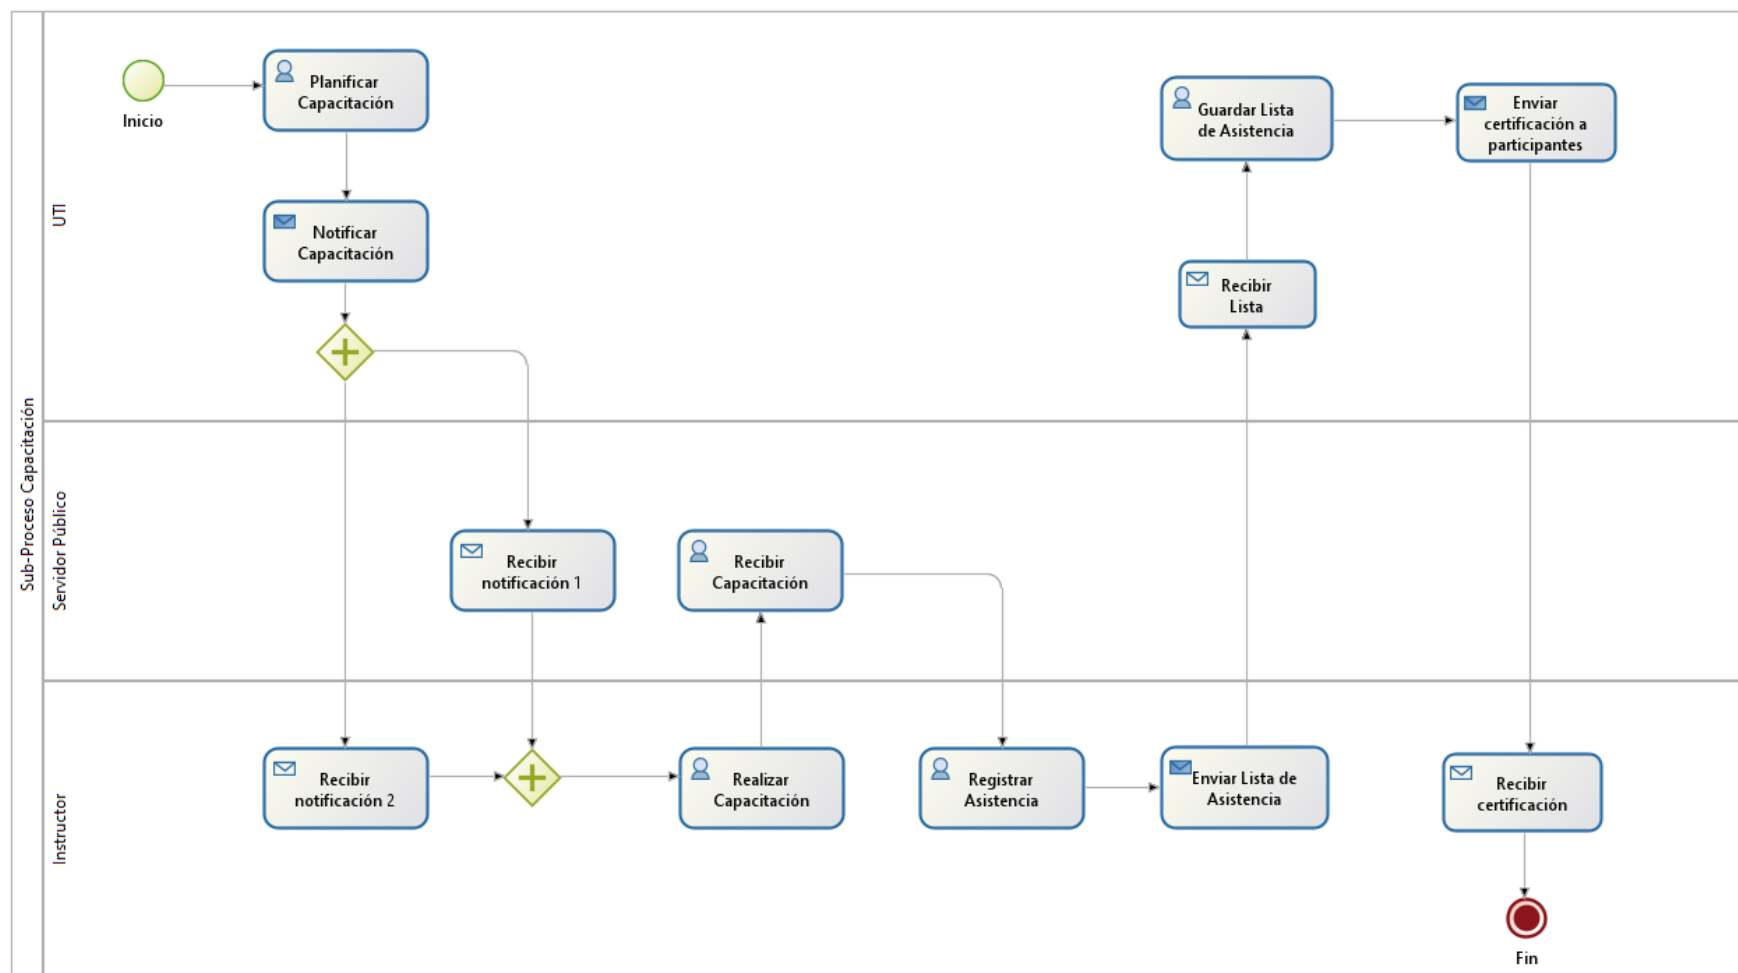 Sub-Proceso Capacitación
UTI
Inicio
Planificar
Capacitación
Notificar
Capacitación
Guardar Lista
de Asistencia
Enviar
certificación a
participantes
Recibir
Lista
Servidor Público
Recibir
notificación 1
Recibir
Capacitación
Instructor
Recibir
notificación 2
Realizar
Capacitación
Registrar
Asistencia
Enviar Lista de
Asistencia
Recibir
certificación
Fin